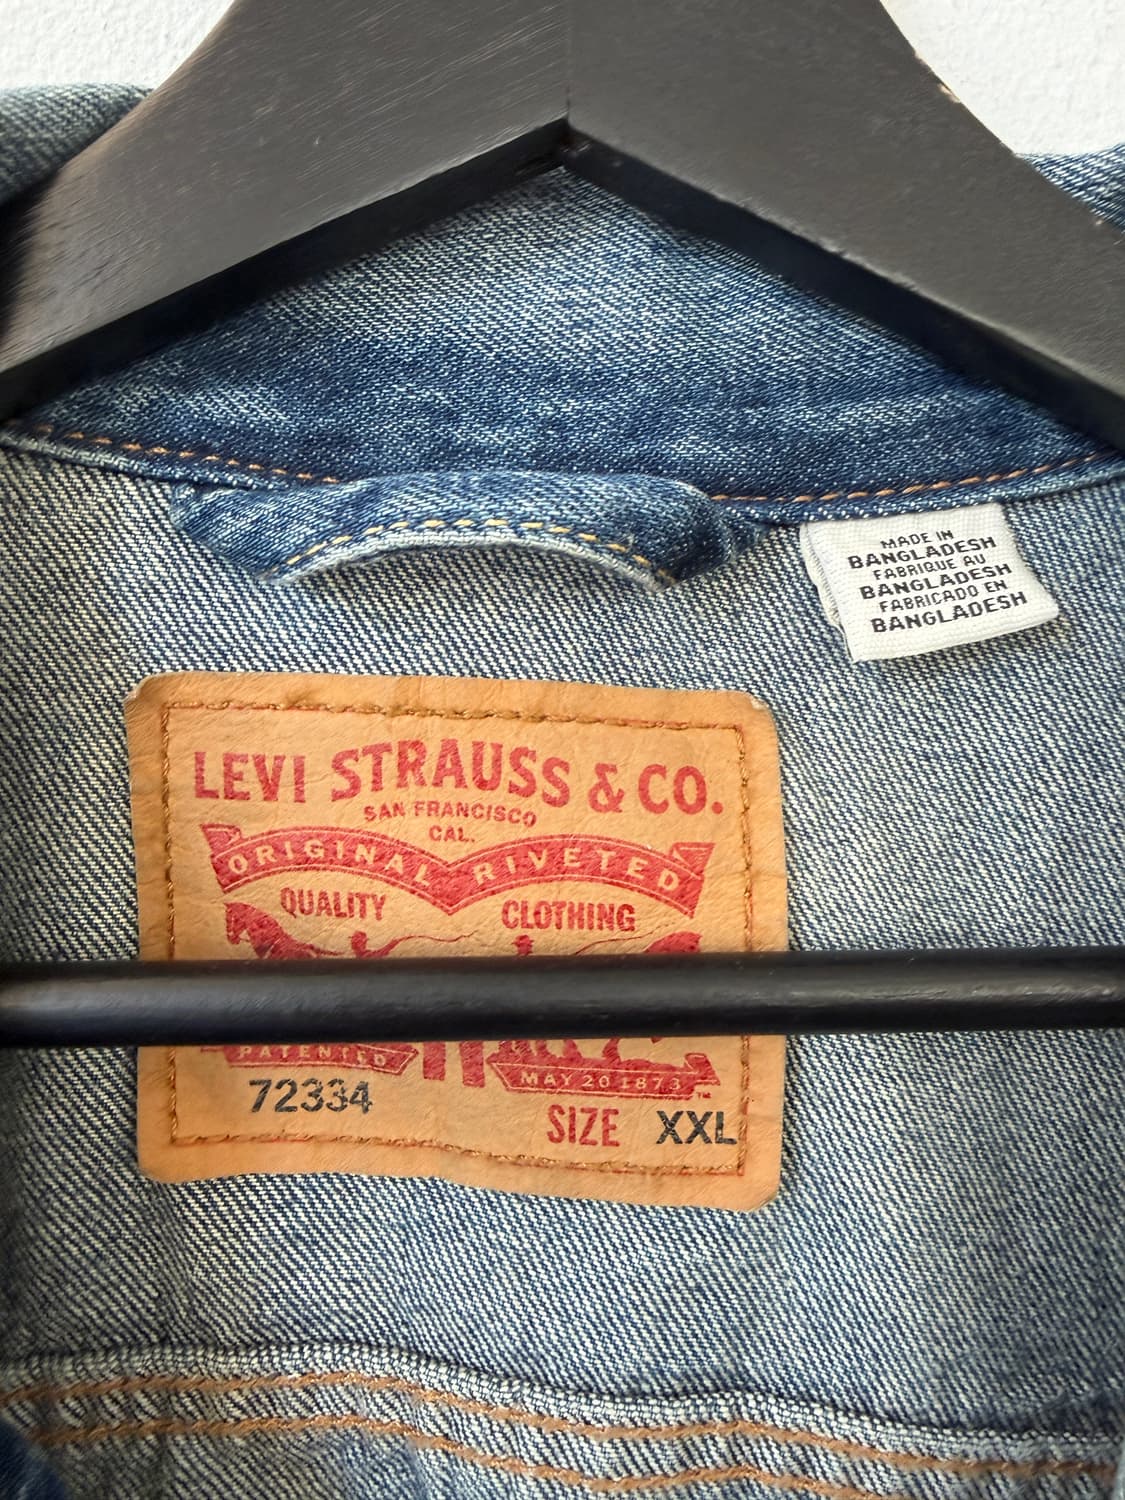 MADE IN
BANGLADESH
FABRIQUE AU
BANGLADESH
FABRICADO EN
BANGLADESH
LEVI STRAUSS & CO.
SAN FRANCISCO
CAL.
ORIGINAL RIVETED
QUALITY CLOTHING
PATENTED MAY 20 1873 ™
72334
SIZE XXL